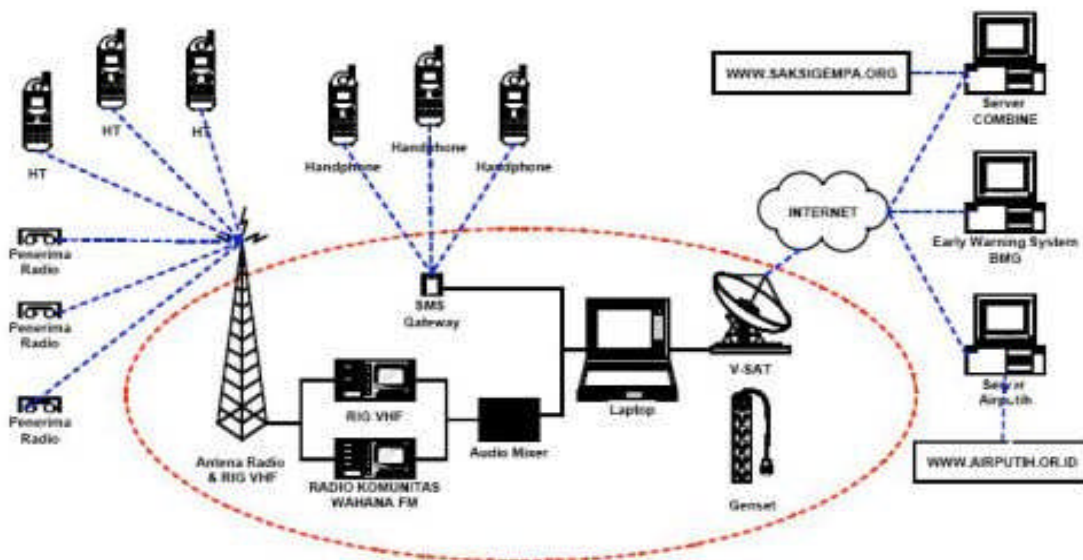 HT
HT
HT
Handphone
Handphone
Handphone
WWW.SAKSIGEMPA.ORG
Server
COMBINE
INTERNET
Early Warning System
BMG
Penerima
Radio
Penerima
Radio
Penerima
Radio
SMS
Gateway
V-SAT
Server
Airputih
RIG VHF
Laptop
Audio Mixer
Antena Radio
& RIG VHF
RADIO KOMUNITAS
WAHANA FM
Genset
WWW.AIRPUTIH.OR.ID